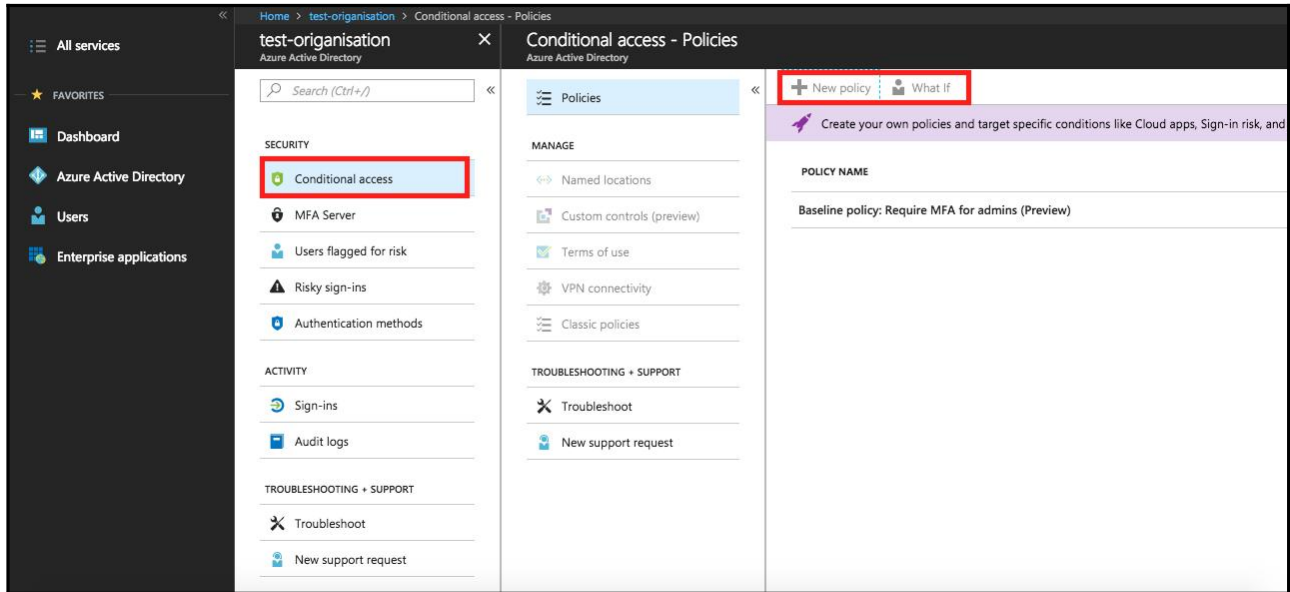 Home > test-origanisation > Conditional access - Policies
All services
FAVORITES
Dashboard
Azure Active Directory
Users
Enterprise applications
test-origanisation
Azure Active Directory
Search (Ctrl+/)
SECURITY
Conditional access
MFA Server
Users flagged for risk
Risky sign-ins
Authentication methods
ACTIVITY
Sign-ins
Audit logs
TROUBLESHOOTING + SUPPORT
Troubleshoot
New support request
Conditional access - Policies
Azure Active Directory
Policies
MANAGE
Named locations
Custom controls (preview)
Terms of use
VPN connectivity
Classic policies
TROUBLESHOOTING + SUPPORT
Troubleshoot
New support request
New policy What If
Create your own policies and target specific conditions like Cloud apps, Sign-in risk, and
POLICY NAME
Baseline policy: Require MFA for admins (Preview)